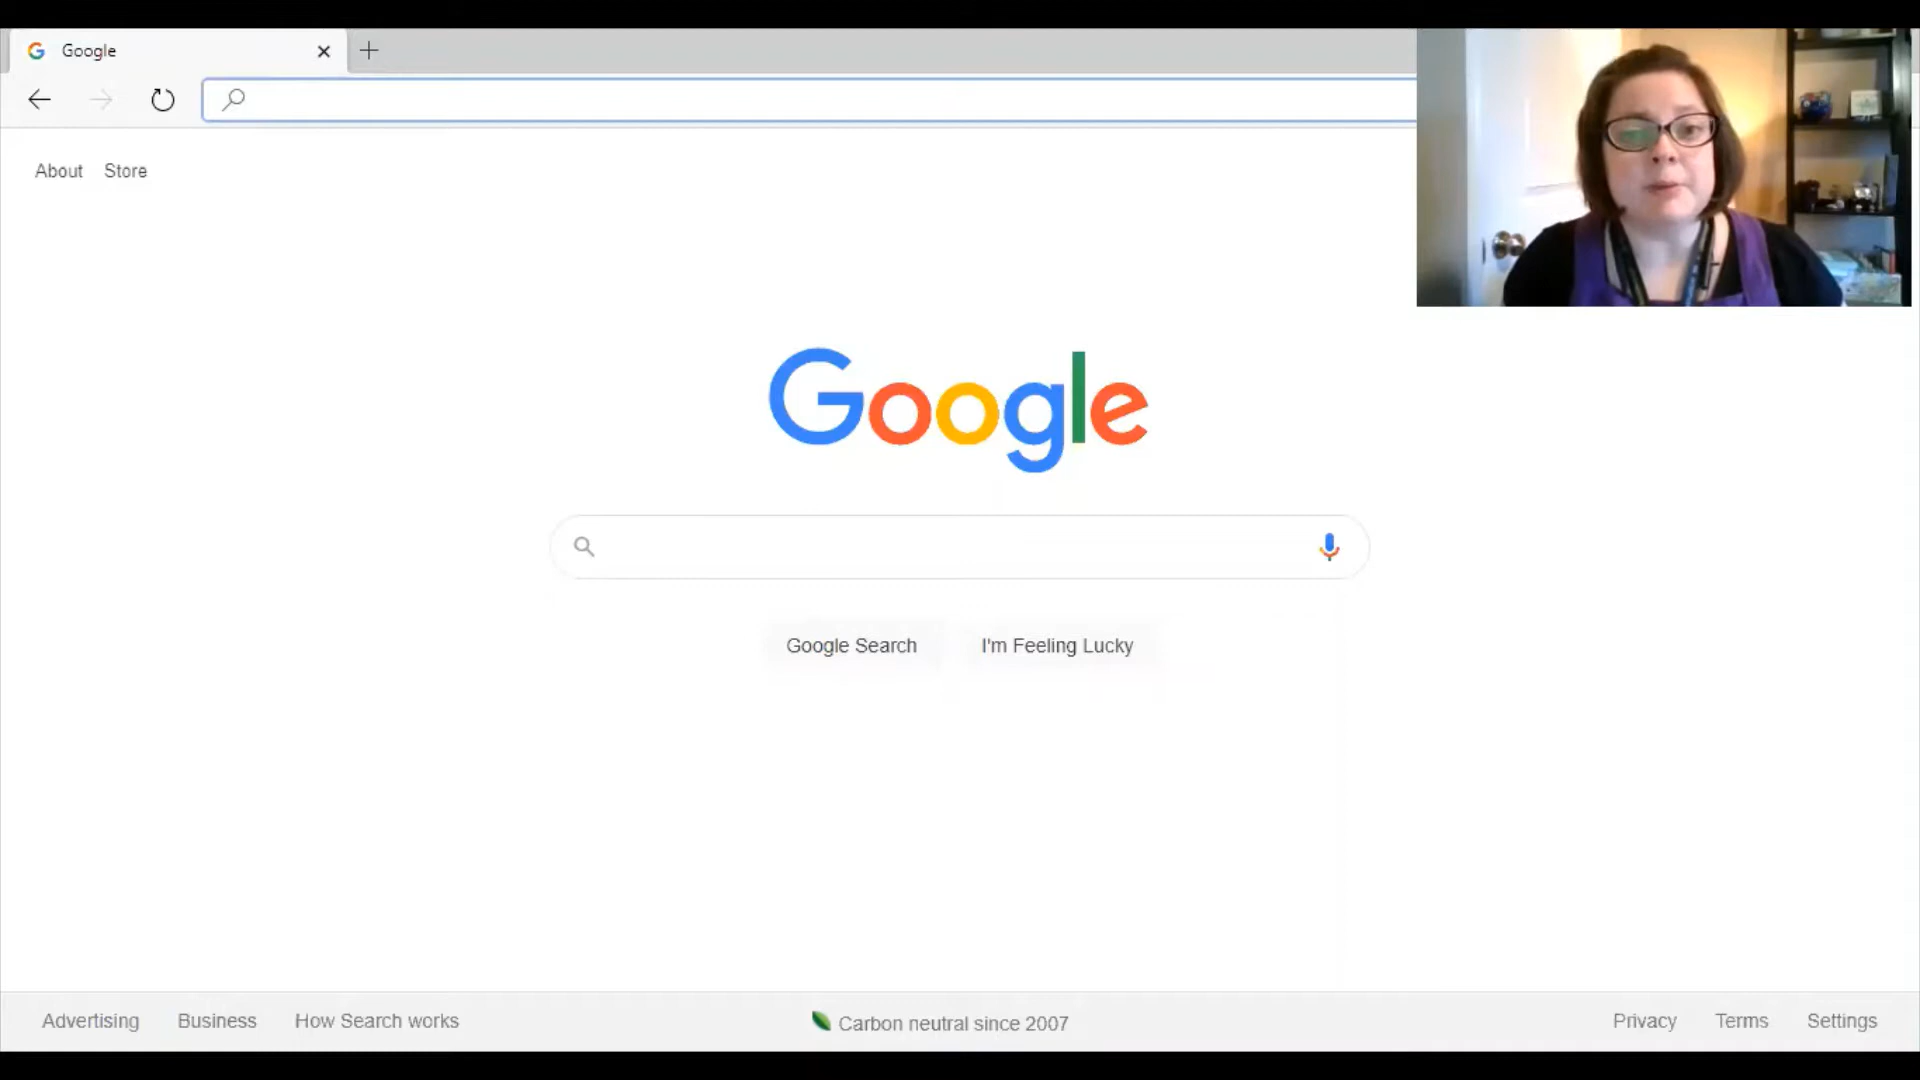 Google
About Store
Google
Google Search I'm Feeling Lucky
Advertising Business How Search works Carbon neutral since 2007 Privacy Terms Settings